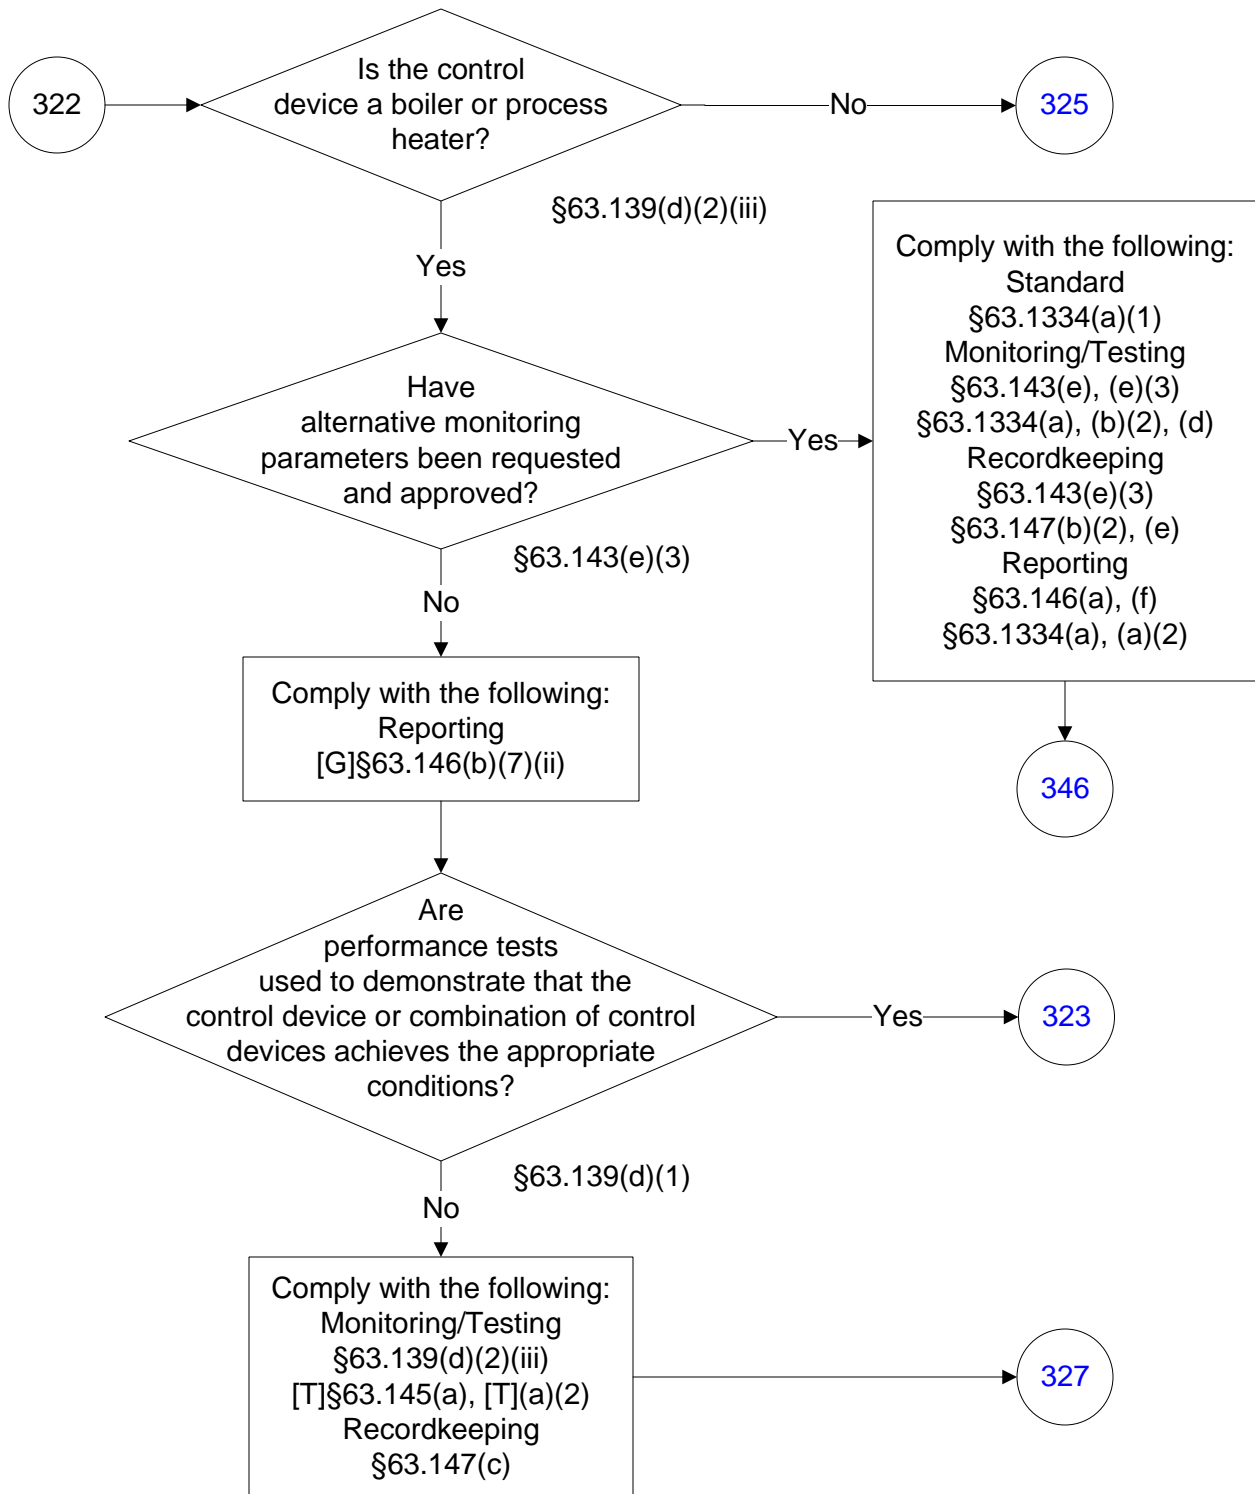 322
Is the control
device a boiler or process
heater?
No
325
§63.139(d)(2)(iii)
Yes
Have
alternative monitoring
parameters been requested
and approved?
Yes
Comply with the following:
Standard
§63.1334(a)(1)
Monitoring/Testing
§63.143(e), (e)(3)
§63.1334(a), (b)(2), (d)
Recordkeeping
§63.143(e)(3)
§63.147(b)(2), (e)
Reporting
§63.146(a), (f)
§63.1334(a), (a)(2)
346
§63.143(e)(3)
No
Comply with the following:
Reporting
[G]§63.146(b)(7)(ii)
Are
performance tests
used to demonstrate that the
control device or combination of control
devices achieves the appropriate
conditions?
Yes
323
§63.139(d)(1)
No
Comply with the following:
Monitoring/Testing
§63.139(d)(2)(iii)
[T]§63.145(a), [T](a)(2)
Recordkeeping
§63.147(c)
327